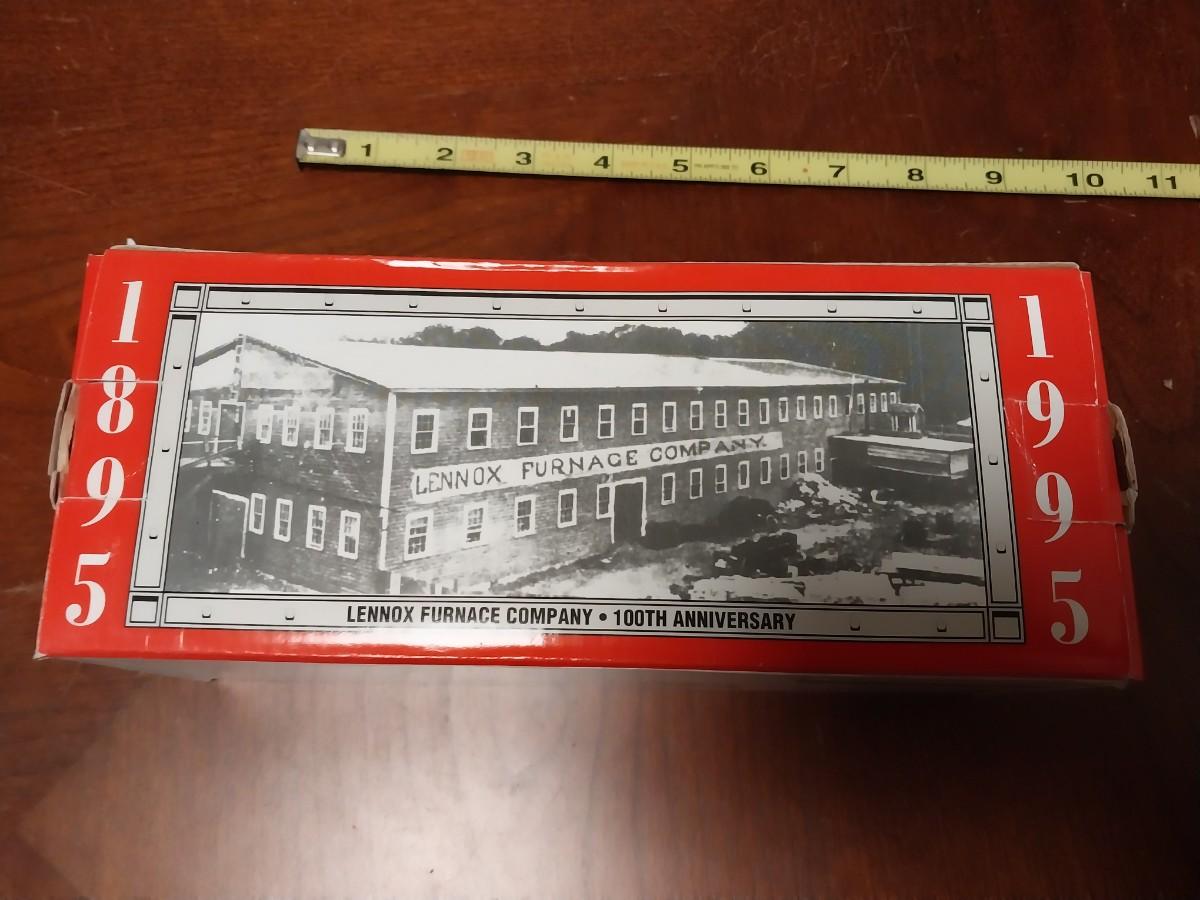 1 2 3 4 5 6 7 8 9 10 11
1895
1995
LENNOX FURNACE COMPANY.
LENNOX FURNACE COMPANY • 100TH ANNIVERSARY